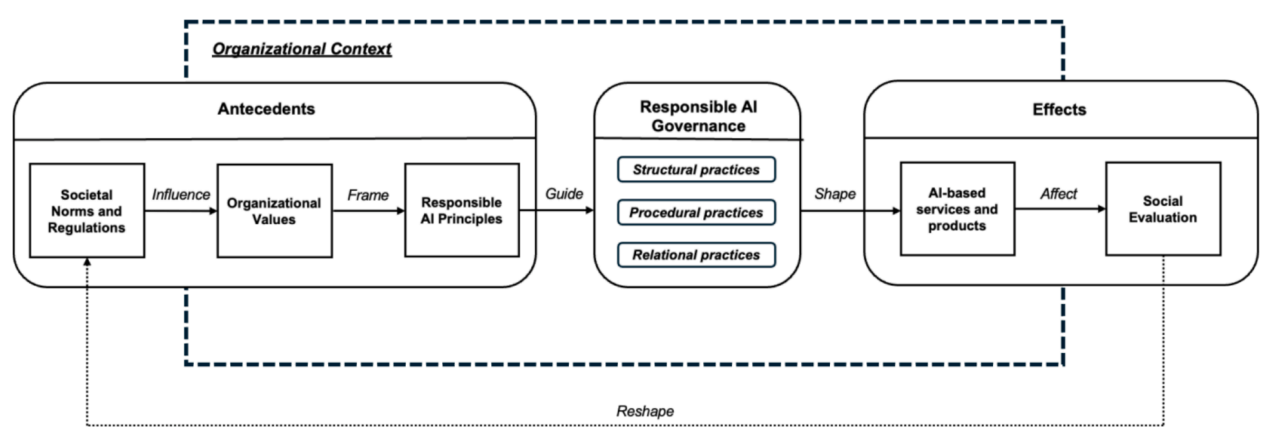 Organizational Context
Antecedents
Responsible AI
Governance
Effects
Societal
Norms and
Regulations
Influence
Organizational
Values
Frame
Responsible
AI Principles
Guide
Structural practices
Procedural practices
Relational practices
Shape
AI-based
services and
products
Affect
Social
Evaluation
Reshape